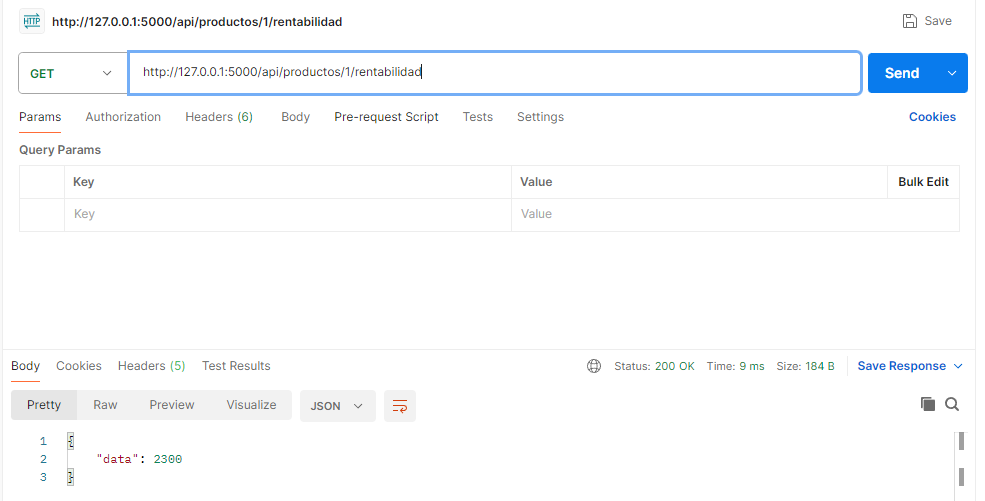 HTTP http://127.0.0.1:5000/api/productos/1/rentabilidad Save
GET http://127.0.0.1:5000/api/productos/1/rentabilidad Send
Params Authorization Headers (6) Body Pre-request Script Tests Settings Cookies
Query Params
Key Value Bulk Edit
Key Value
Body Cookies Headers (5) Test Results Status: 200 OK Time: 9 ms Size: 184 B Save Response
Pretty Raw Preview Visualize JSON
1 {
2 "data": 2300
3 }